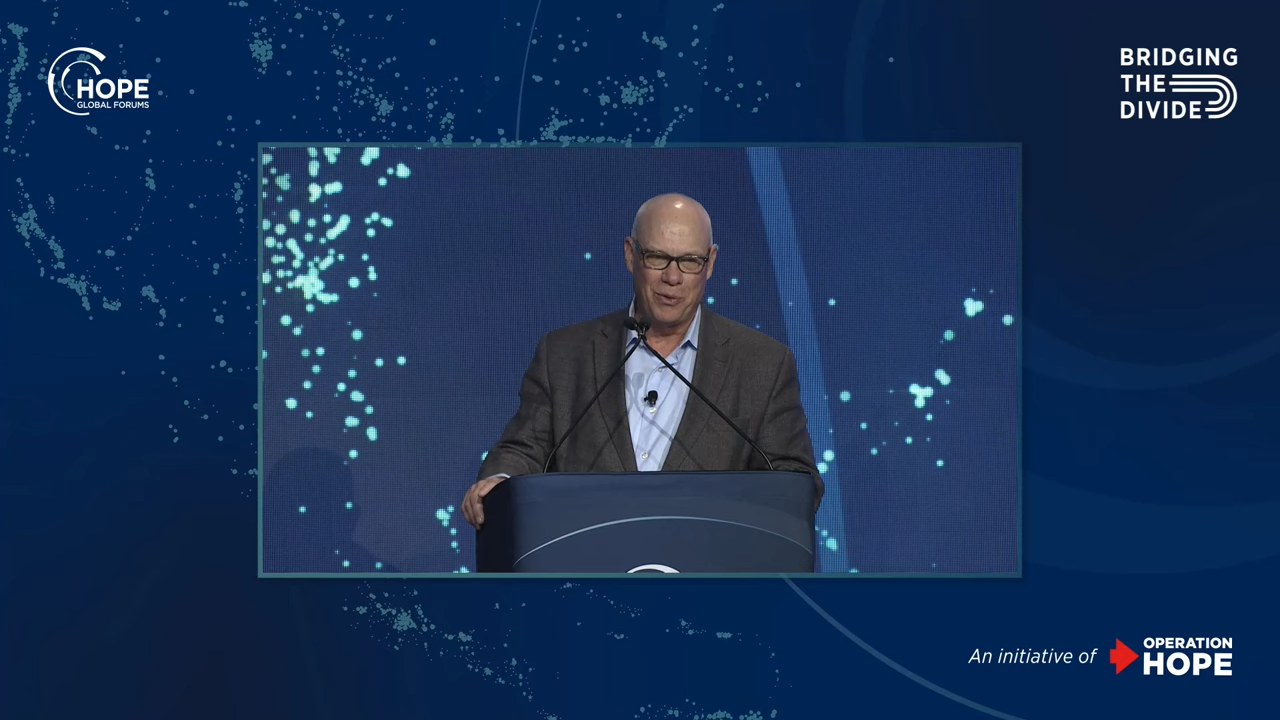 HOPE
GLOBAL FORUMS
BRIDGING
THE
DIVIDE
An initiative of
OPERATION
HOPE